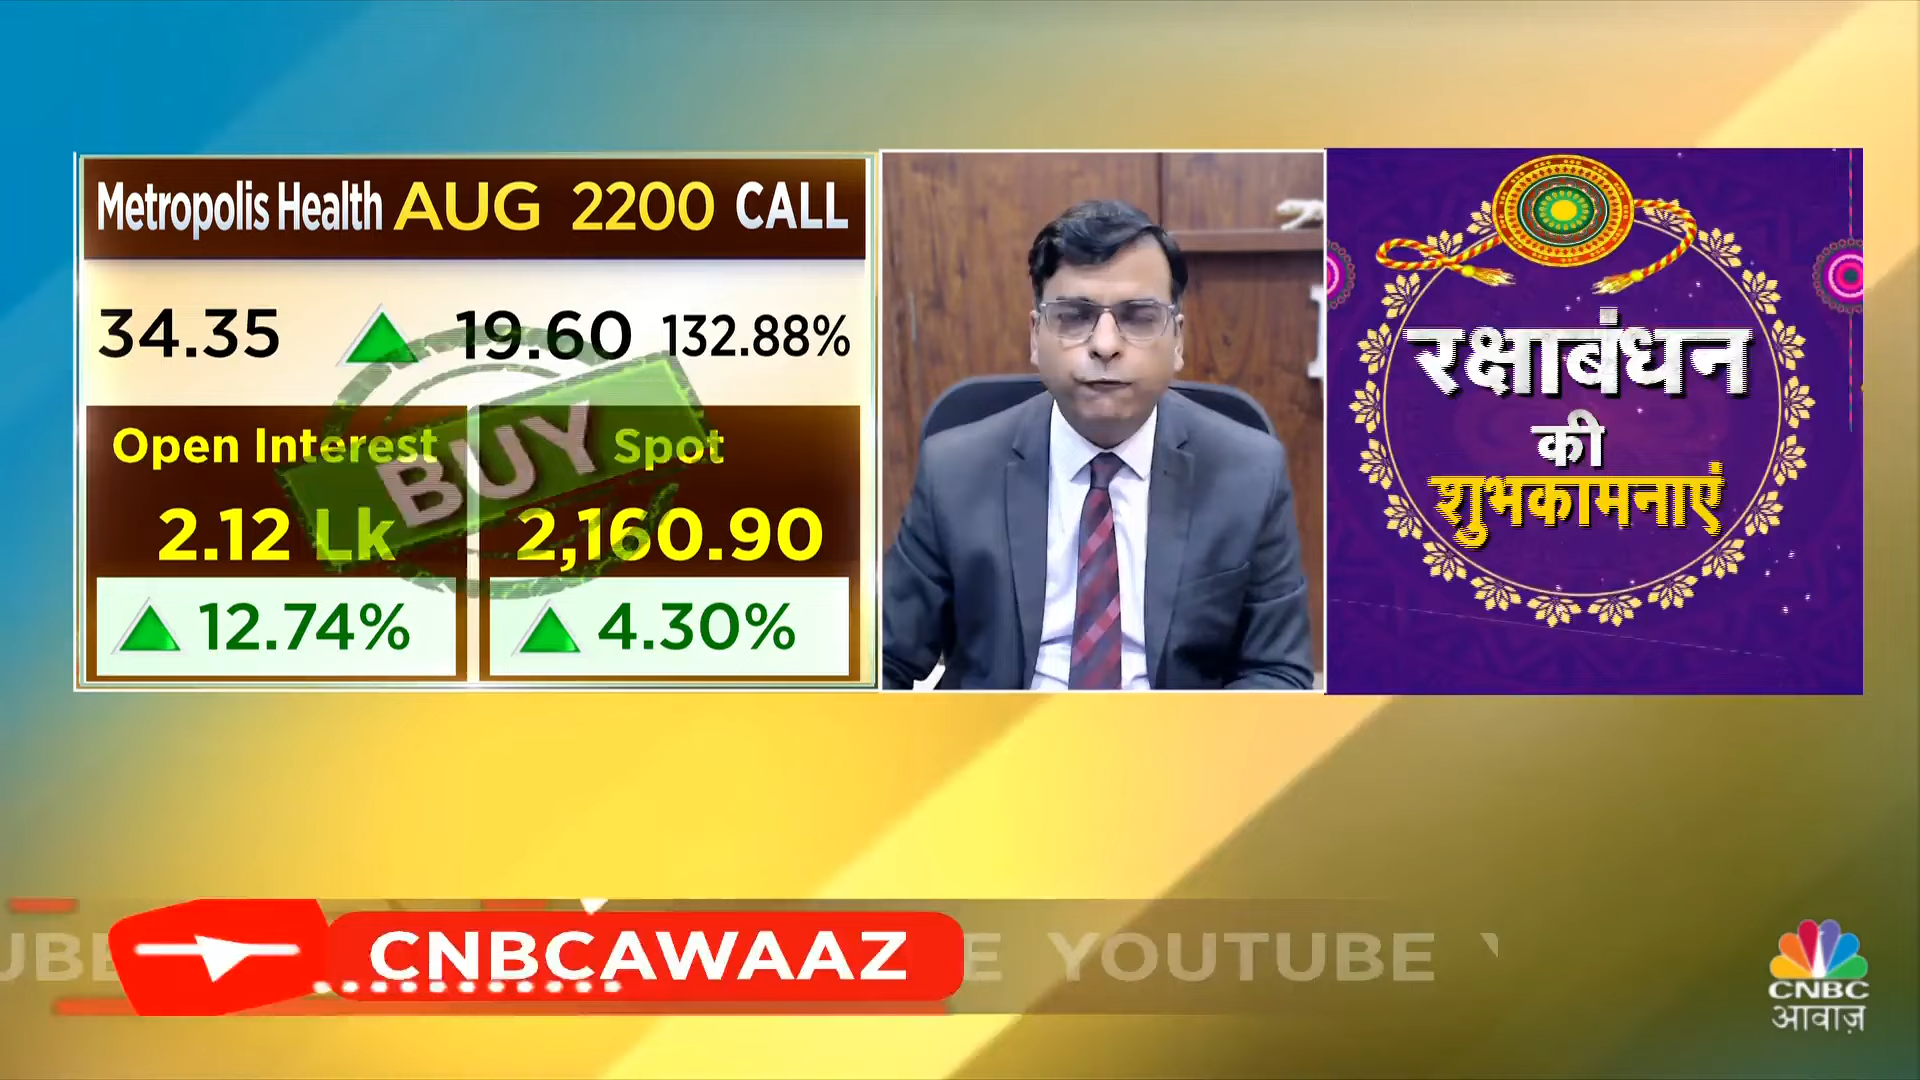 Metropolis Health AUG 2200 CALL
34.35 19.60 132.88%
Open Interest
2.12 Lk
12.74%
Spot
2,160.90
4.30%
BUY
रक्षाबंधन
की
शुभकामनाएं
CNBCAWAAZ
YOUTUBE
CNBC
आवाज़